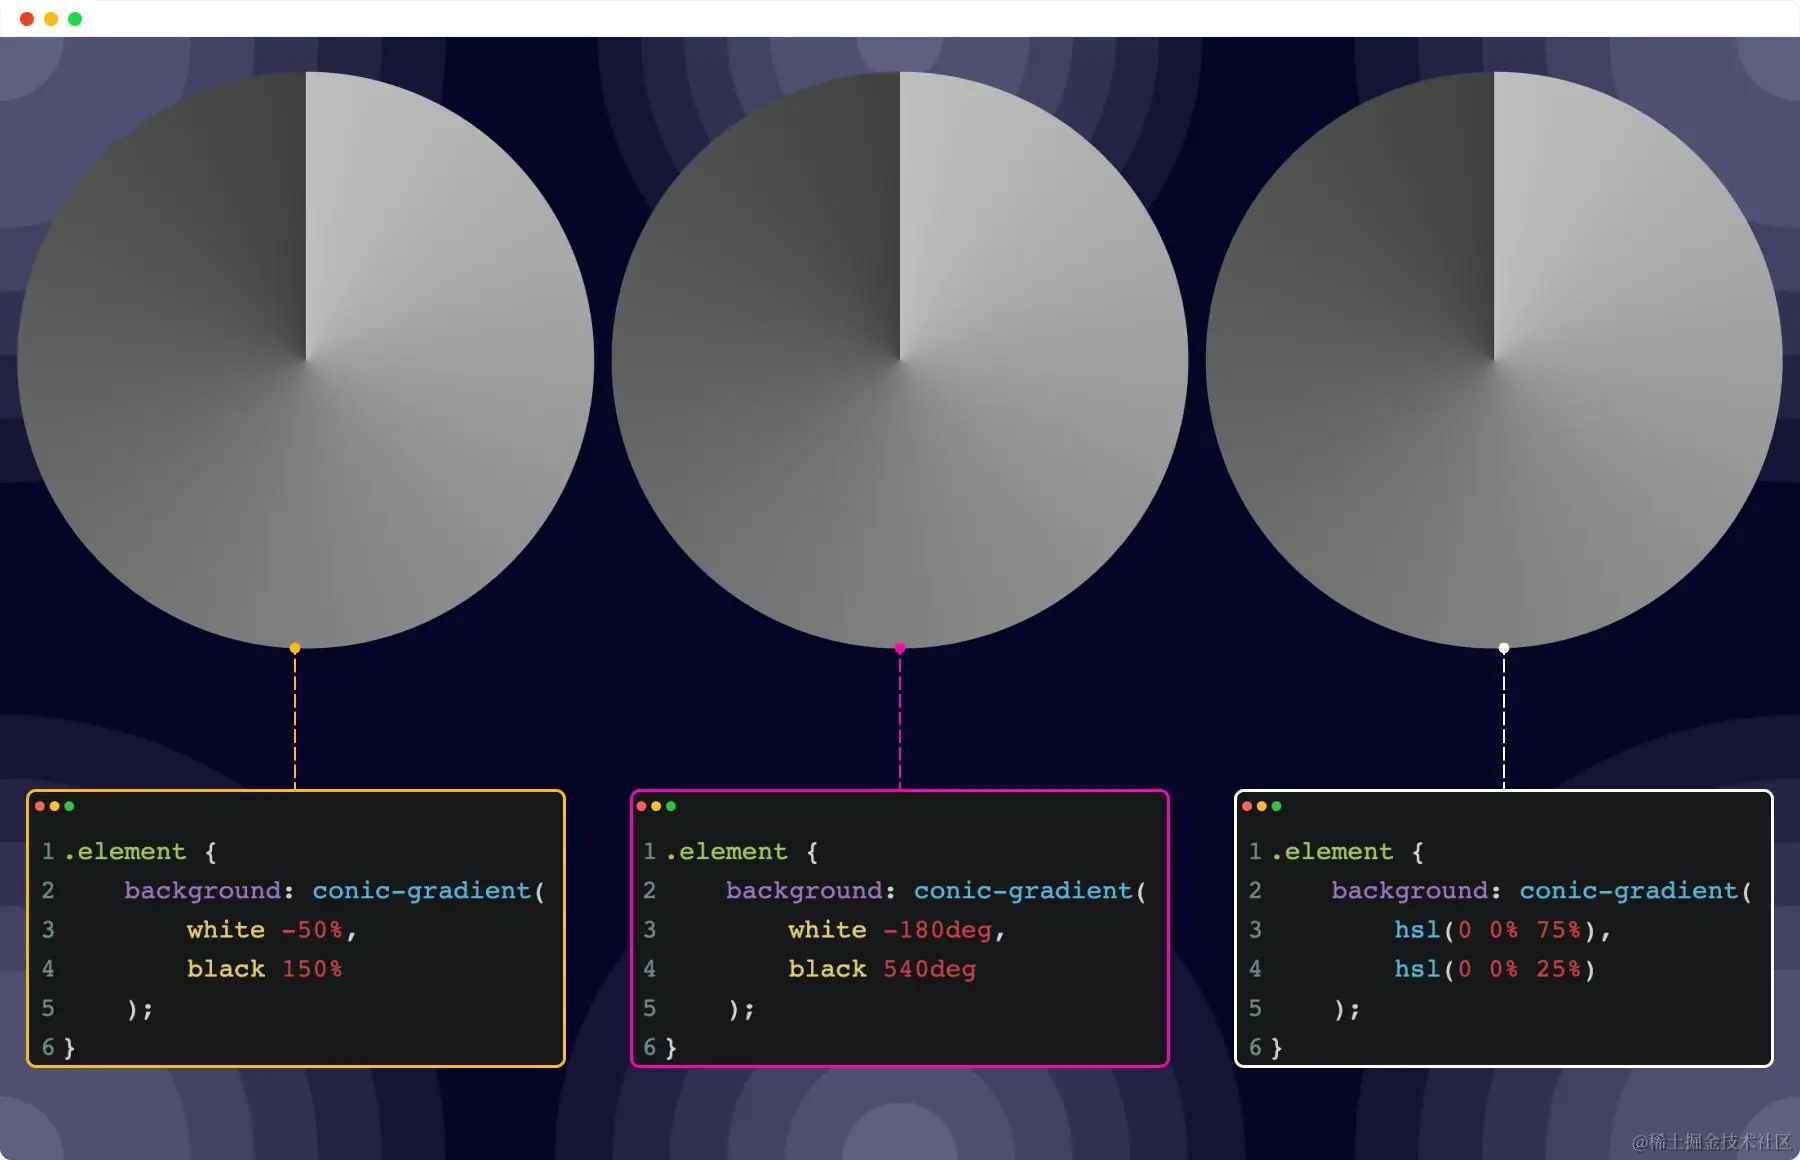 1 .element {
2     background: conic-gradient(
3         white -50%,
4         black 150%
5     );
6 }
1 .element {
2     background: conic-gradient(
3         white -180deg,
4         black 540deg
5     );
6 }
1 .element {
2     background: conic-gradient(
3         hsl(0 0% 75%),
4         hsl(0 0% 25%)
5     );
6 }
@稀土掘金技术社区